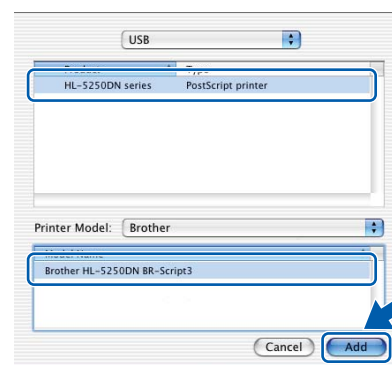 USB
HL-5250DN series PostScript printer
Printer Model: Brother
Brother HL-5250DN BR-Script3
Cancel Add